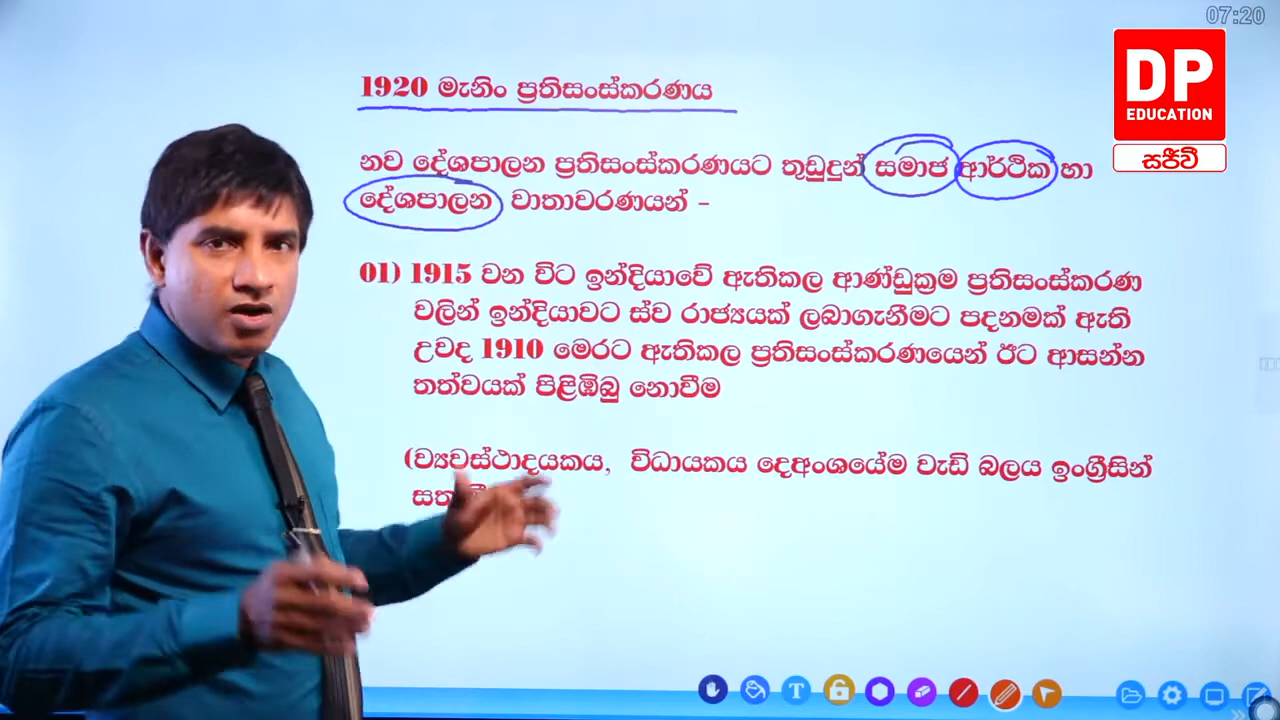 07:20
DP
EDUCATION
සජීවී
1920 මැනිං ප්‍රතිසංස්කරණය
නව දේශපාලන ප්‍රතිසංස්කරණයට තුඩුදුන් සමාජ ආර්ථික හා
දේශපාලන වාතාවරණයන් -
01) 1915 වන විට ඉන්දියාවේ ඇතිකල ආණ්ඩුක්‍රම ප්‍රතිසංස්කරණ
වලින් ඉන්දියාවට ස්ව රාජ්‍යයක් ලබාගැනීමට පදනමක් ඇති
උවද 1910 මෙරට ඇතිකල ප්‍රතිසංස්කරණයෙන් ඊට ආසන්න
තත්වයක් පිළිඹිබු නොවීම
(ව්‍යවස්ථාදයකය, විධායකය දෙඅංශයේම වැඩි බලය ඉංග්‍රීසින්